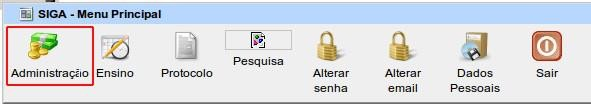 SIGA - Menu Principal
Administração Ensino Protocolo Pesquisa Alterar senha Alterar email Dados Pessoais Sair